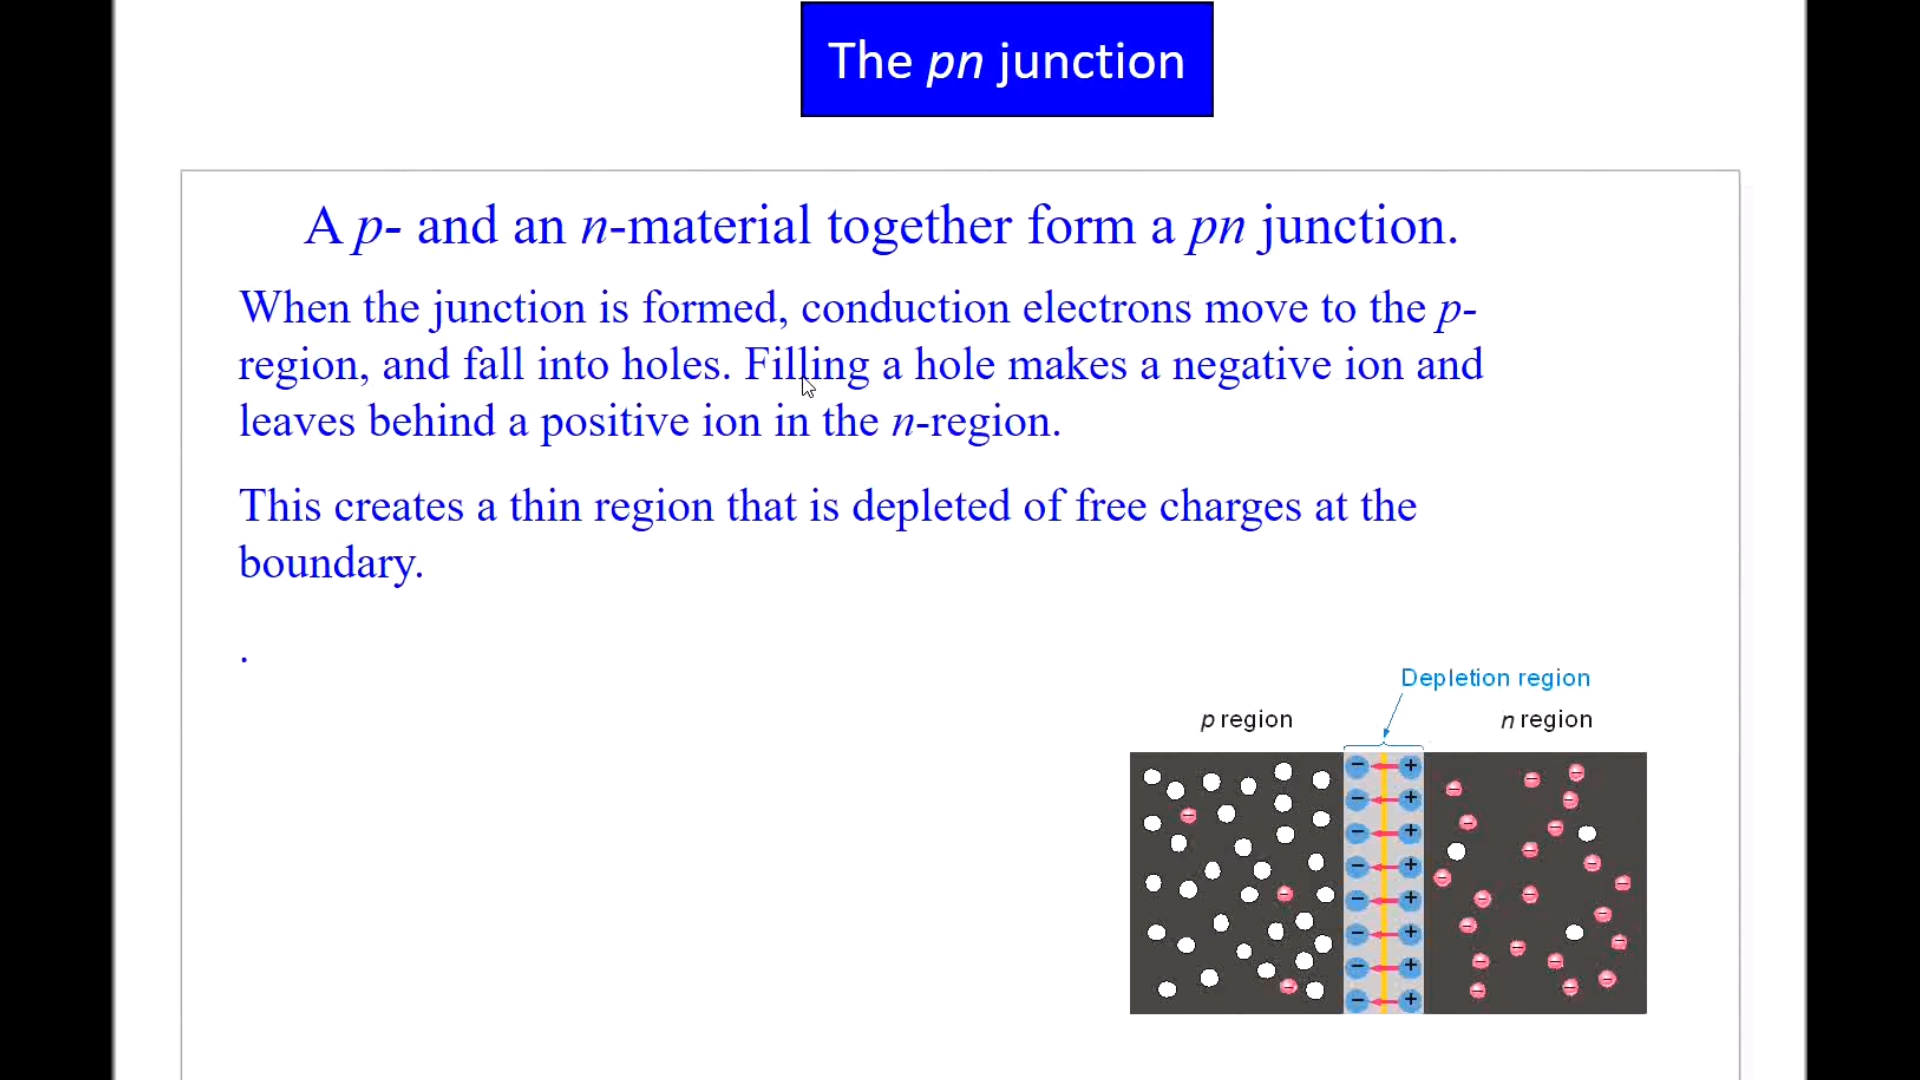 The pn junction
A p- and an n-material together form a pn junction.
When the junction is formed, conduction electrons move to the p-
region, and fall into holes. Filling a hole makes a negative ion and
leaves behind a positive ion in the n-region.
This creates a thin region that is depleted of free charges at the
boundary.
.
Depletion region
p region
n region